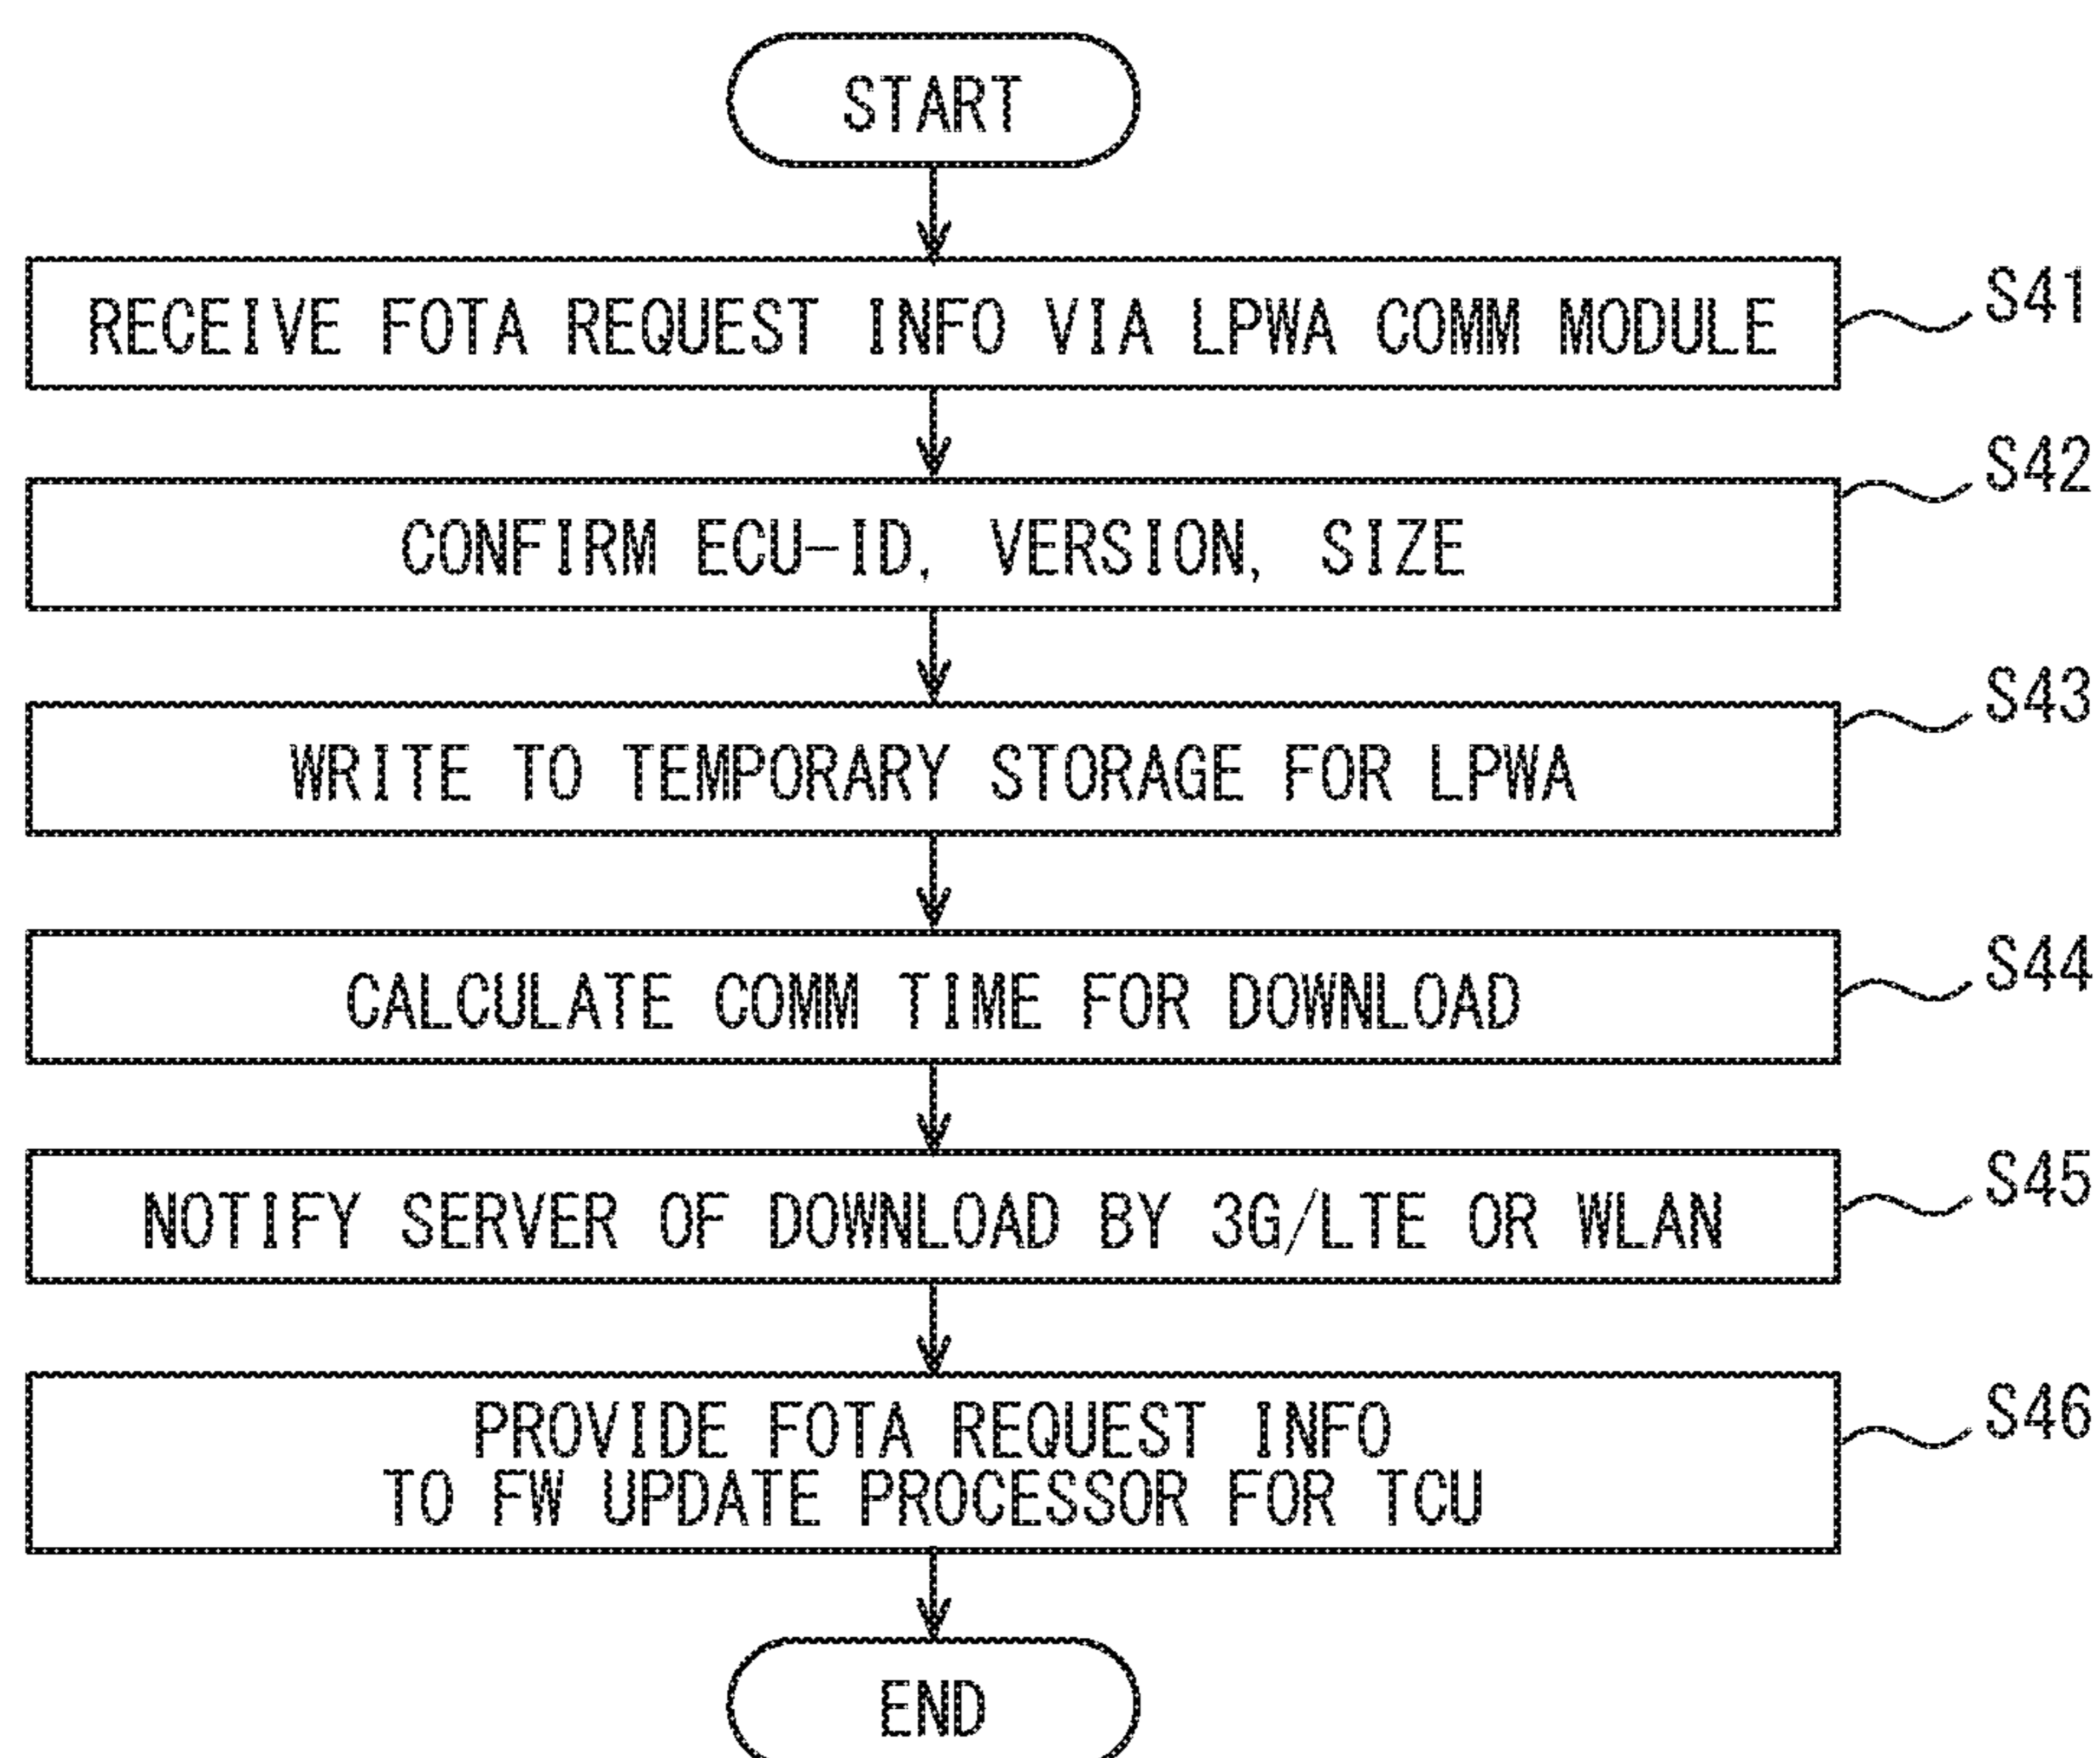 START
RECEIVE FOTA REQUEST INFO VIA LPWA COMM MODULE
S41
CONFIRM ECU-ID, VERSION, SIZE
S42
WRITE TO TEMPORARY STORAGE FOR LPWA
S43
CALCULATE COMM TIME FOR DOWNLOAD
S44
NOTIFY SERVER OF DOWNLOAD BY 3G/LTE OR WLAN
S45
PROVIDE FOTA REQUEST INFO
TO FW UPDATE PROCESSOR FOR TCU
S46
END